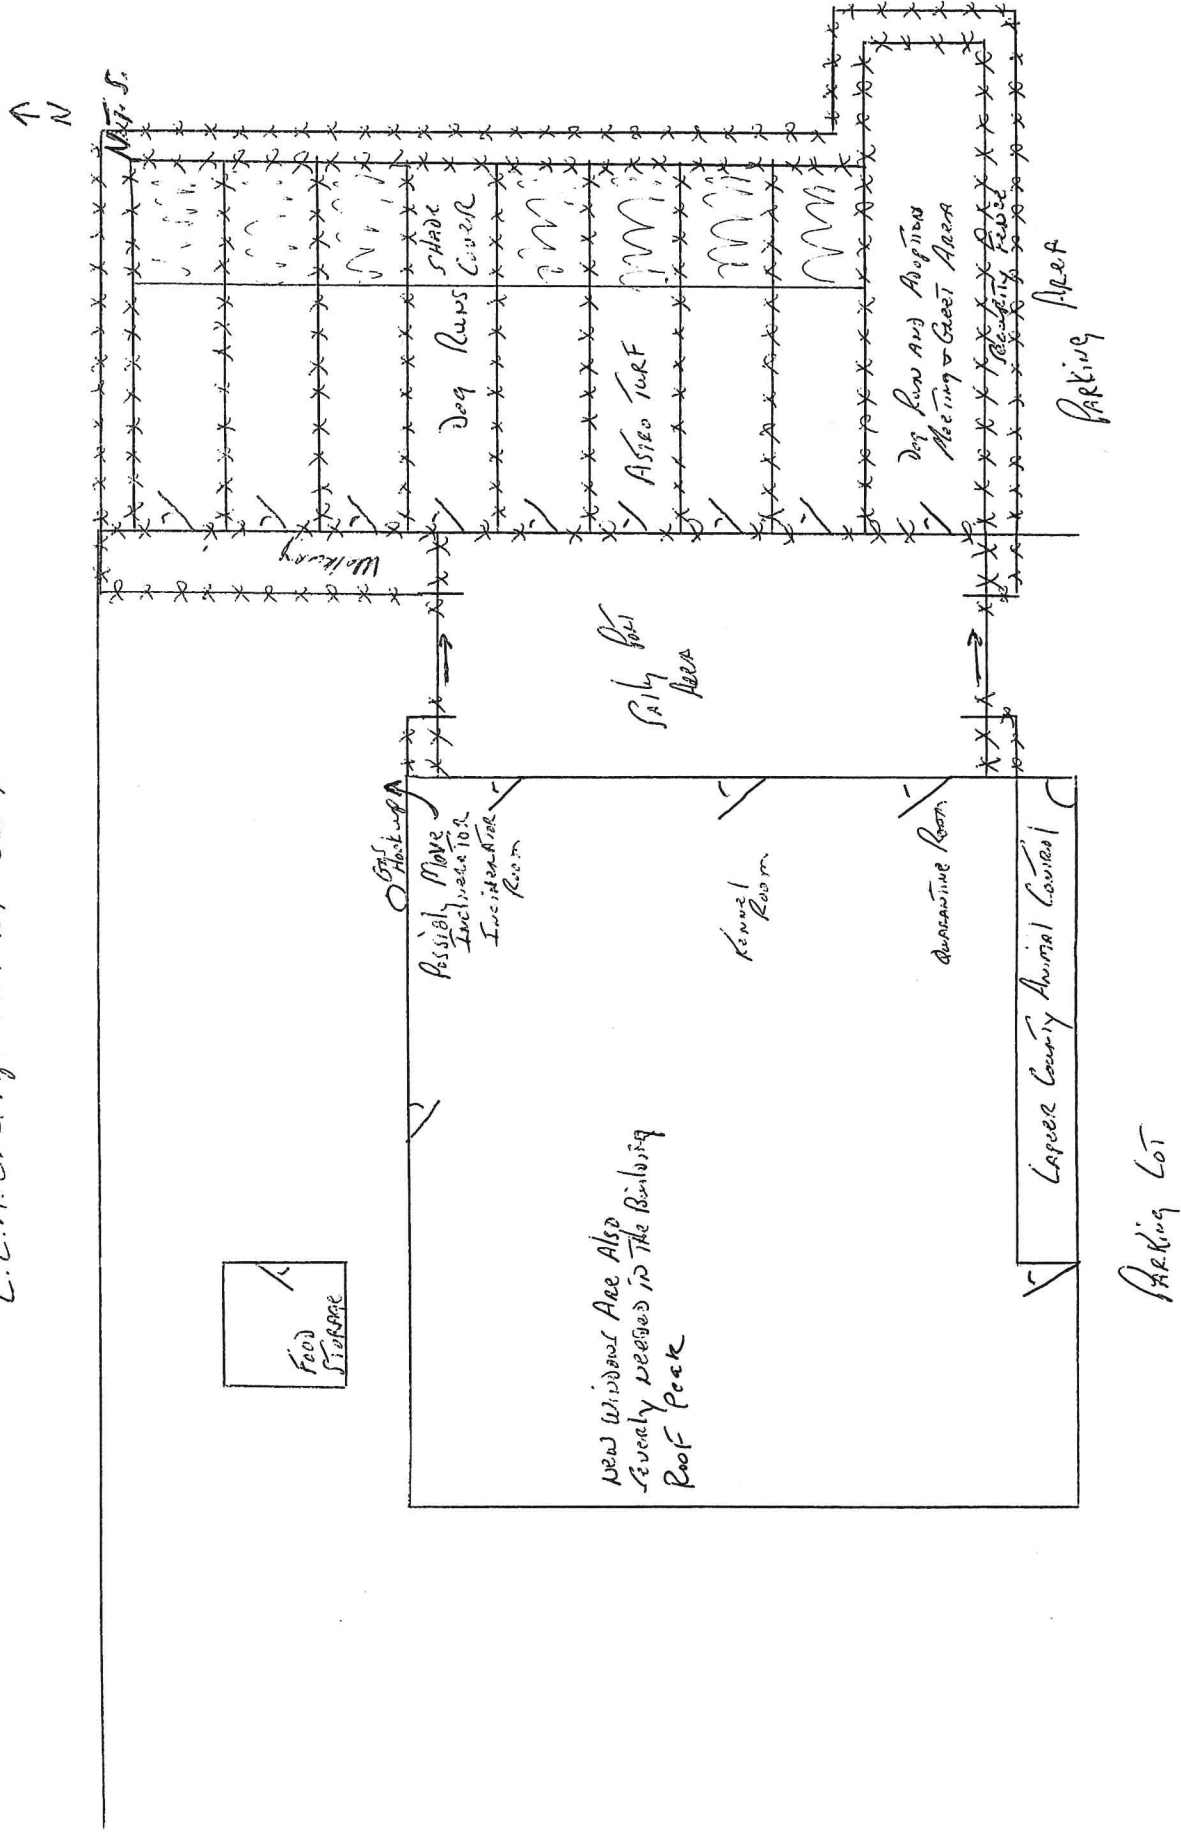 N
N.T.S.
Walkway
Dog Runs
SHADE
COVER
ASTRO TURF
Dog Run And Adoption
Meeting & Greet Area
Security Fence
PARKING Area
Sally Port
Area
Gas
Hookup
Possibly Move
Incinerator
Incinerator
Room
Kennel
Room
Quarantine Room
Lapeer County Animal Control
Food
STORAGE
New Windows Are Also
Severly Needed in The Building
Roof Peak
PARKING LOT